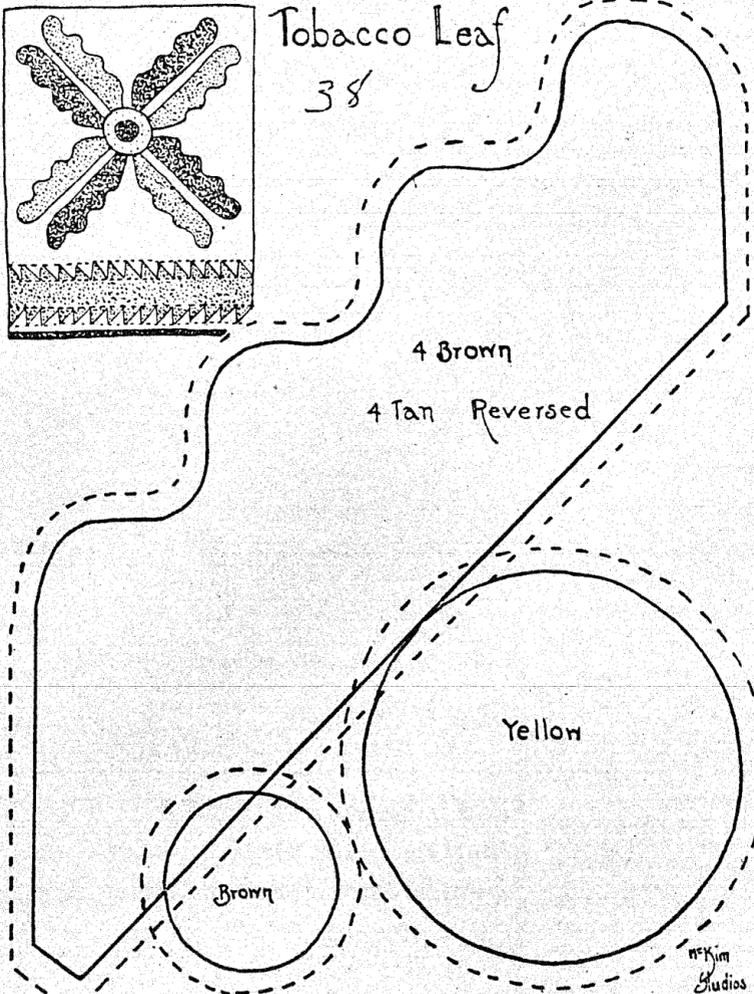 Tobacco Leaf
38
4 Brown
4 Tan Reversed
Yellow
Brown
McKim
Studios